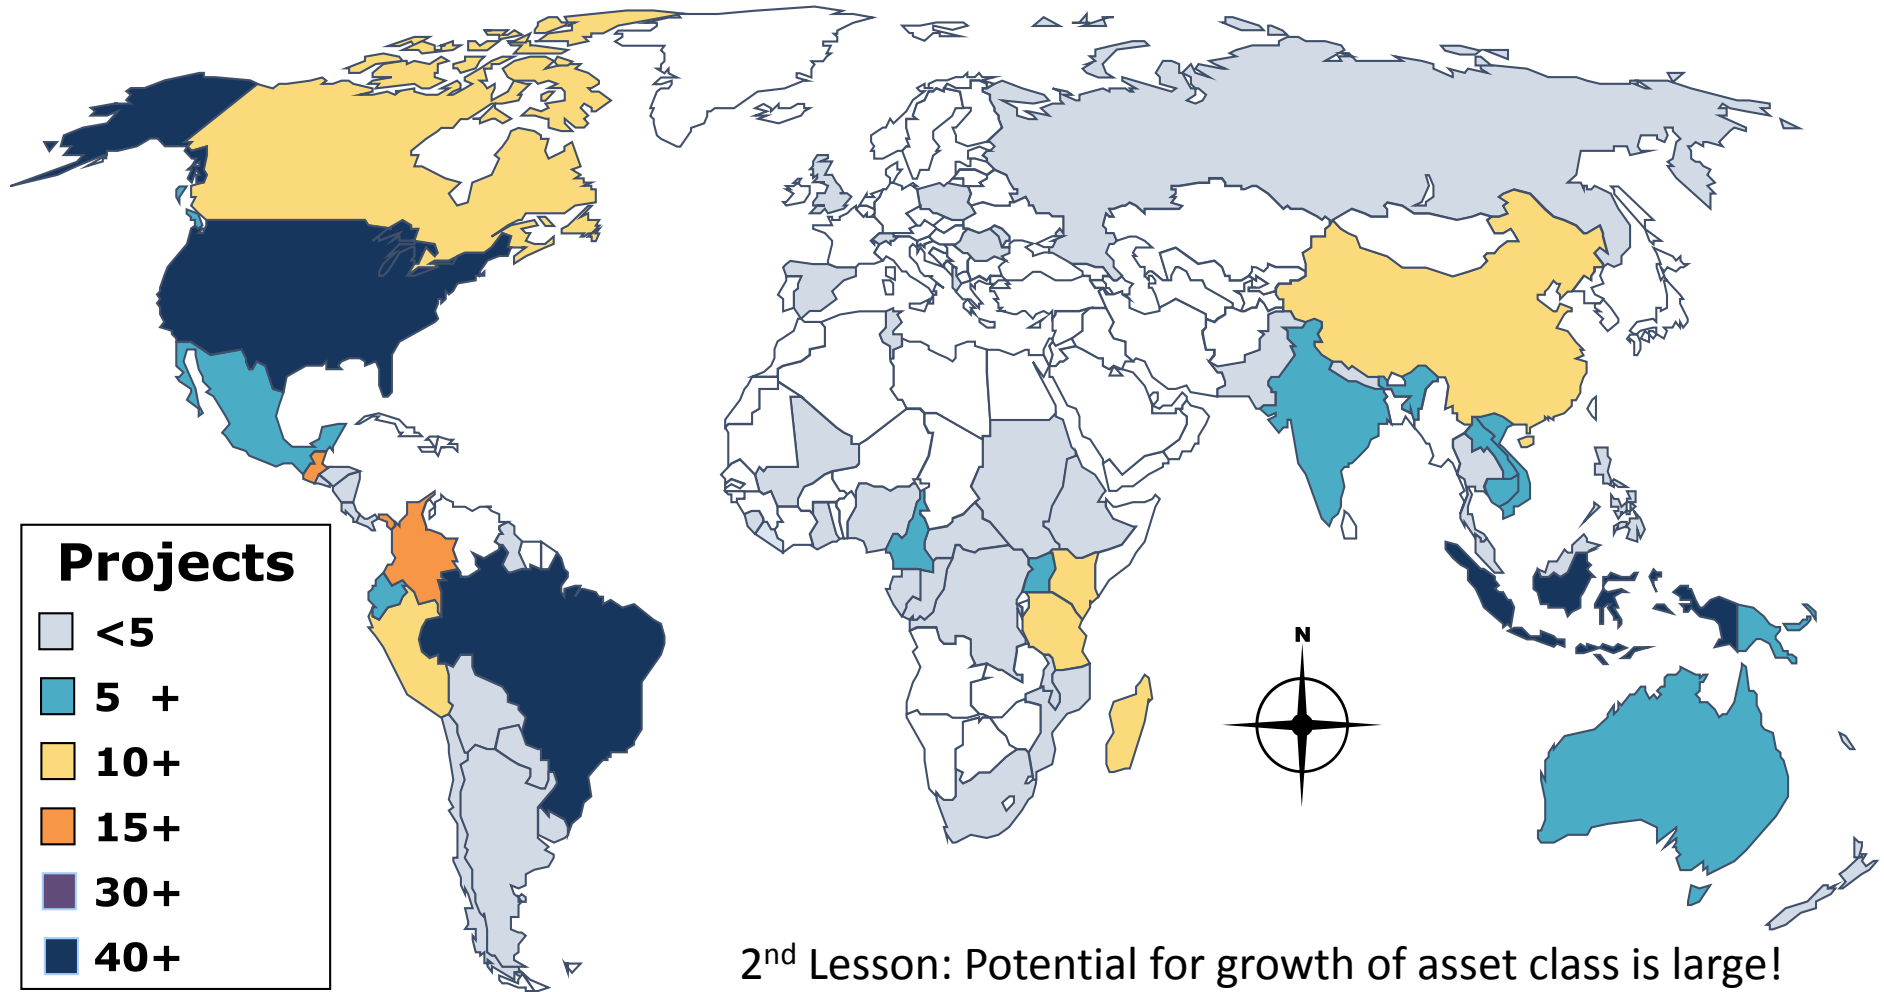 Projects
<5
5 +
10+
15+
30+
40+
N
2nd Lesson: Potential for growth of asset class is large!